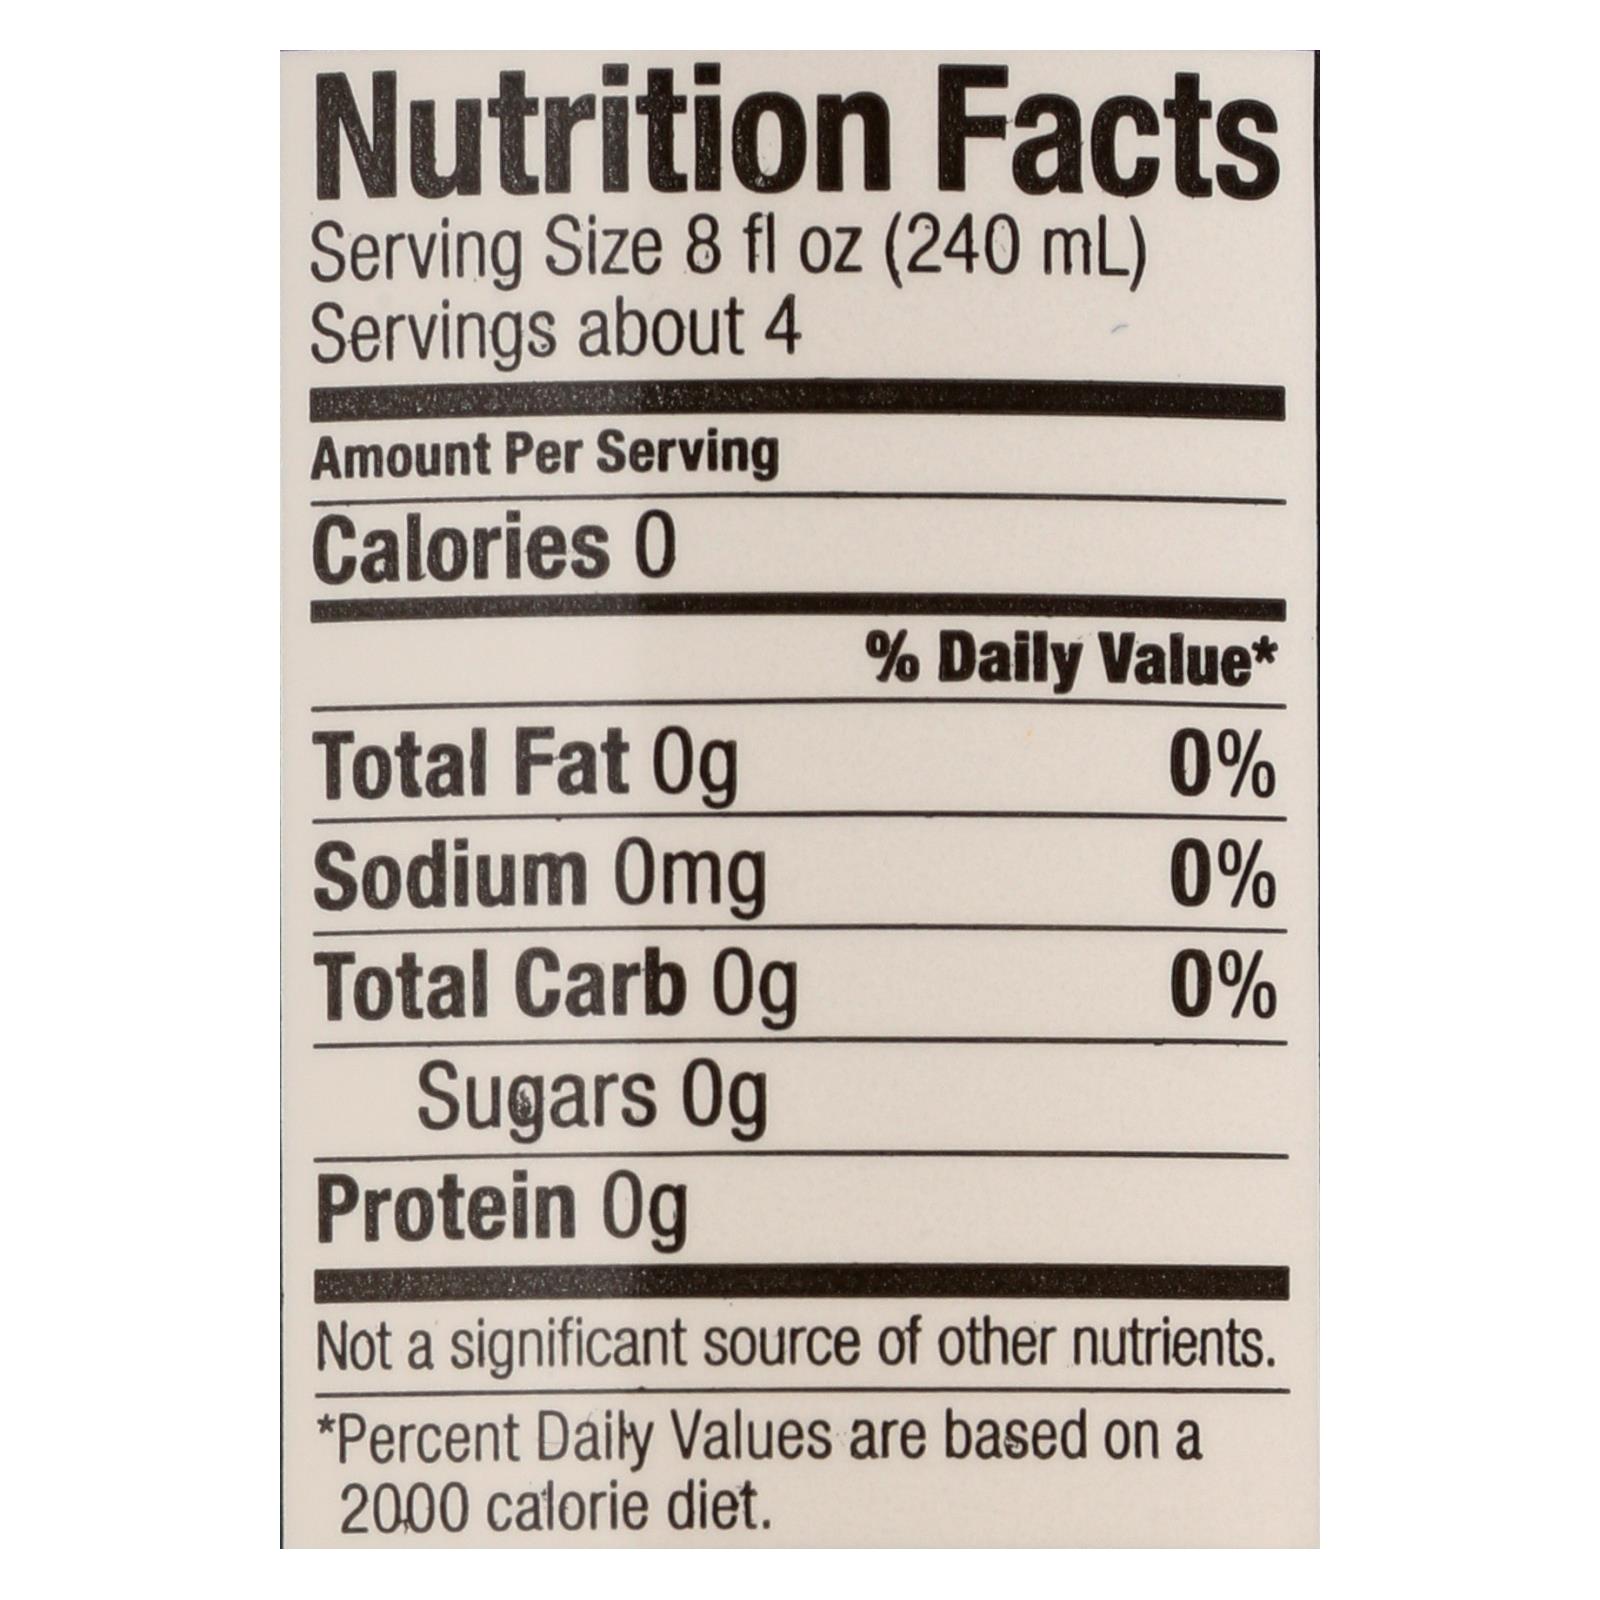 Nutrition Facts
Serving Size 8 fl oz (240 mL)
Servings about 4
Amount Per Serving
Calories 0
% Daily Value*
Total Fat 0g 0%
Sodium 0mg 0%
Total Carb 0g 0%
Sugars 0g
Protein 0g
Not a significant source of other nutrients.
*Percent Daily Values are based on a
2000 calorie diet.